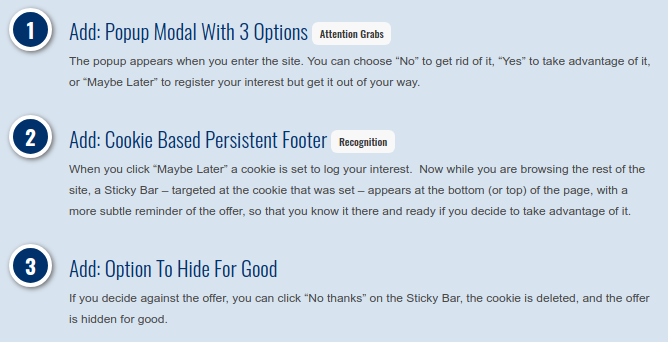 1
Add: Popup Modal With 3 Options Attention Grabs
The popup appears when you enter the site. You can choose “No” to get rid of it, “Yes” to take advantage of it,
or “Maybe Later” to register your interest but get it out of your way.
2
Add: Cookie Based Persistent Footer Recognition
When you click “Maybe Later” a cookie is set to log your interest.  Now while you are browsing the rest of the
site, a Sticky Bar – targeted at the cookie that was set – appears at the bottom (or top) of the page, with a
more subtle reminder of the offer, so that you know it there and ready if you decide to take advantage of it.
3
Add: Option To Hide For Good
If you decide against the offer, you can click “No thanks” on the Sticky Bar, the cookie is deleted, and the offer
is hidden for good.